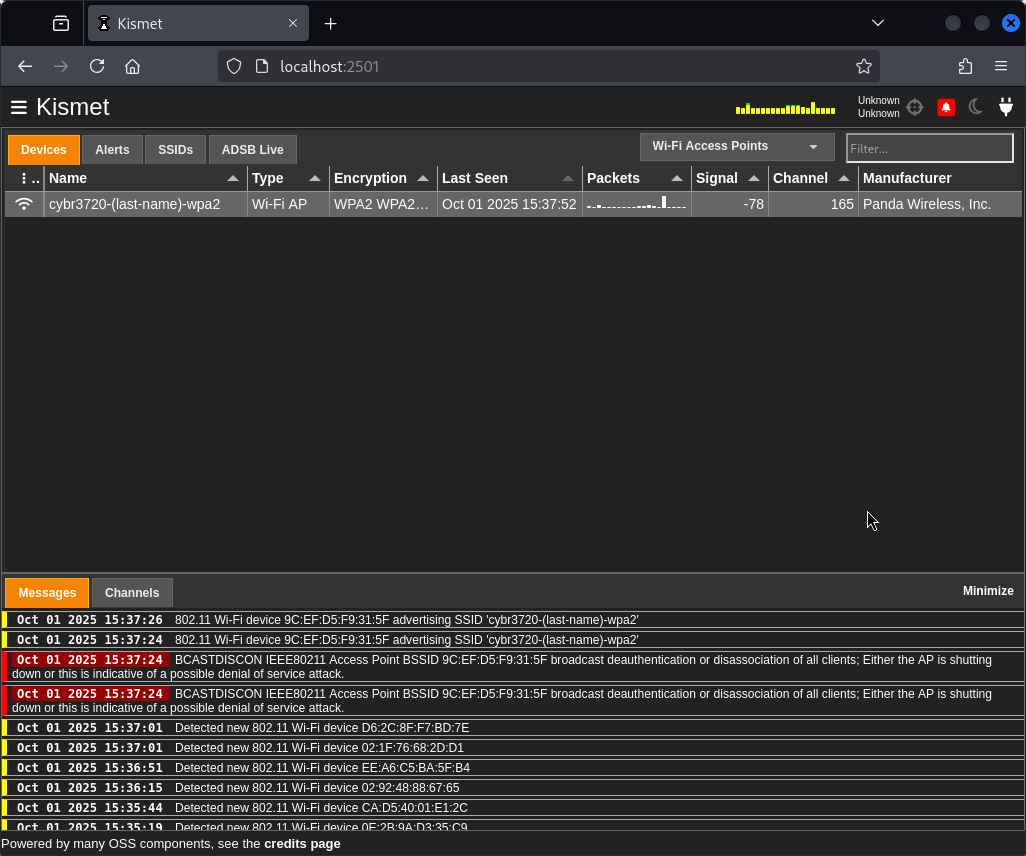 Kismet
localhost:2501
Kismet
Unknown
Unknown
Devices Alerts SSIDs ADSB Live Wi-Fi Access Points Filter...
.. Name Type Encryption Last Seen Packets Signal Channel Manufacturer
cybr3720-(last-name)-wpa2 Wi-Fi AP WPA2 WPA2… Oct 01 2025 15:37:52 -78 165 Panda Wireless, Inc.
Messages Channels Minimize
Oct 01 2025 15:37:26 802.11 Wi-Fi device 9C:EF:D5:F9:31:5F advertising SSID 'cybr3720-(last-name)-wpa2'
Oct 01 2025 15:37:24 802.11 Wi-Fi device 9C:EF:D5:F9:31:5F advertising SSID 'cybr3720-(last-name)-wpa2'
Oct 01 2025 15:37:24 BCASTDISCON IEEE80211 Access Point BSSID 9C:EF:D5:F9:31:5F broadcast deauthentication or disassociation of all clients; Either the AP is shutting
down or this is indicative of a possible denial of service attack.
Oct 01 2025 15:37:24 BCASTDISCON IEEE80211 Access Point BSSID 9C:EF:D5:F9:31:5F broadcast deauthentication or disassociation of all clients; Either the AP is shutting
down or this is indicative of a possible denial of service attack.
Oct 01 2025 15:37:01 Detected new 802.11 Wi-Fi device D6:2C:8F:F7:BD:7E
Oct 01 2025 15:37:01 Detected new 802.11 Wi-Fi device 02:1F:76:68:2D:D1
Oct 01 2025 15:36:51 Detected new 802.11 Wi-Fi device EE:A6:C5:BA:5F:B4
Oct 01 2025 15:36:15 Detected new 802.11 Wi-Fi device 02:92:48:88:67:65
Oct 01 2025 15:35:44 Detected new 802.11 Wi-Fi device CA:D5:40:01:E1:2C
Oct 01 2025 15:35:19 Detected new 802.11 Wi-Fi device 0E:2B:9A:D3:35:C9
Powered by many OSS components, see the credits page